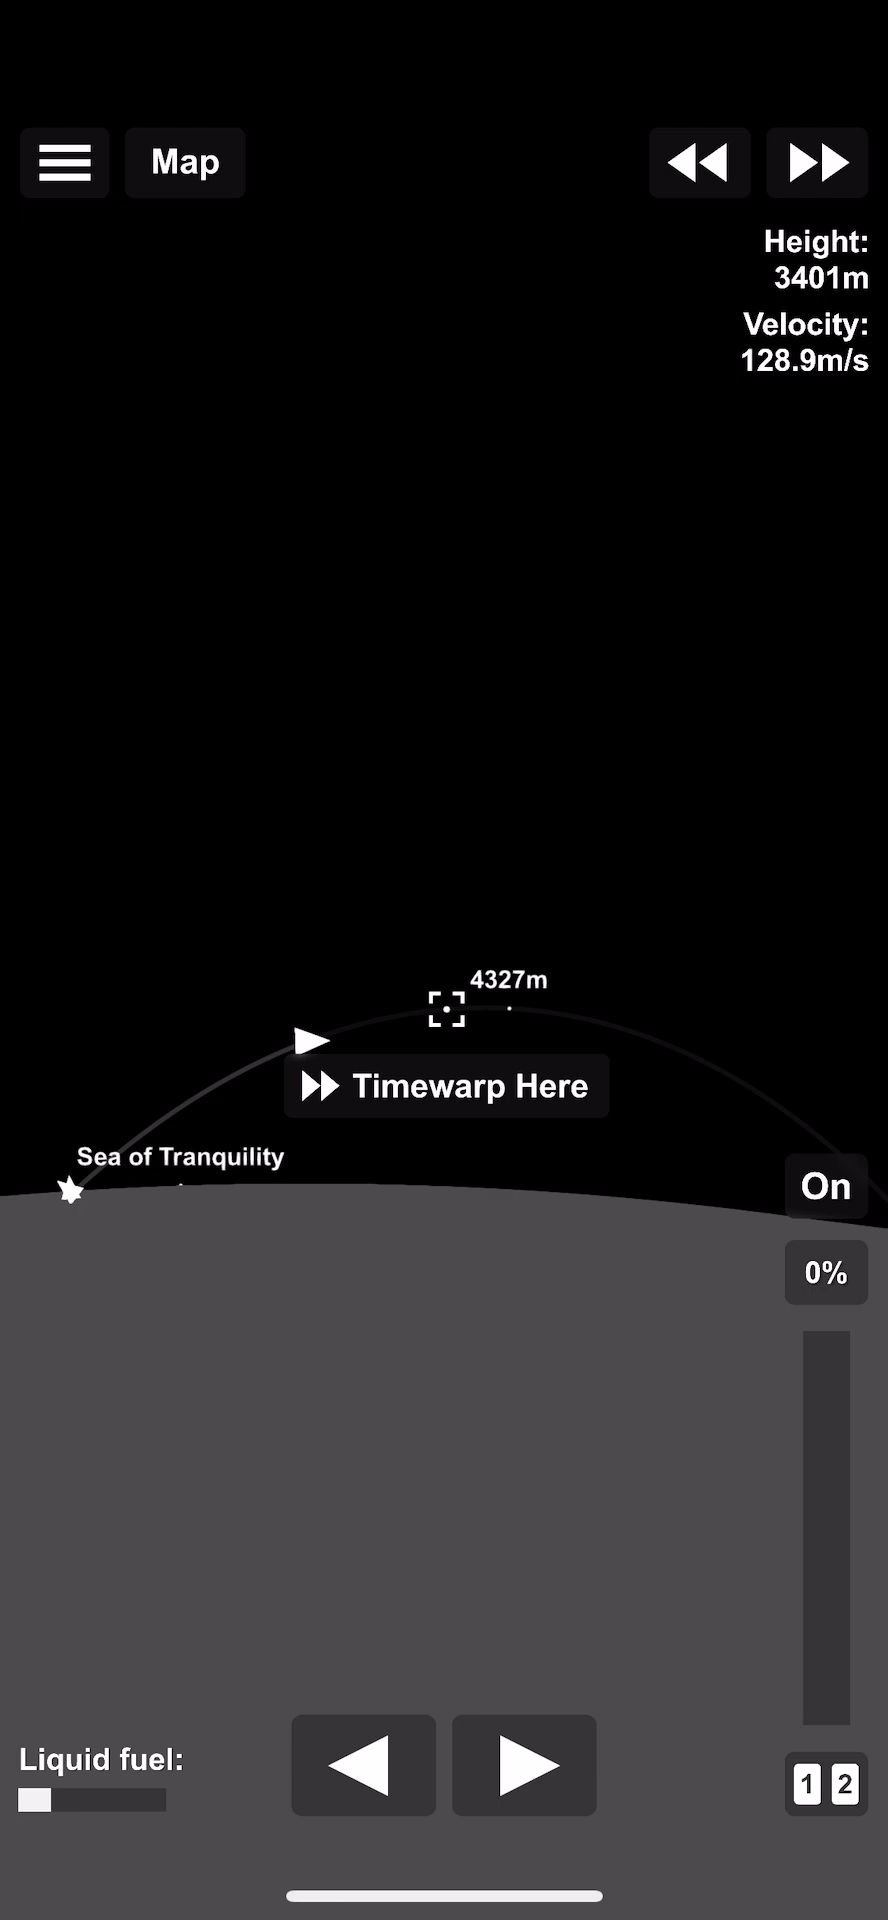 Map
Height:
3401m
Velocity:
128.9m/s
4327m
Timewarp Here
Sea of Tranquility
On
0%
Liquid fuel:
1 2